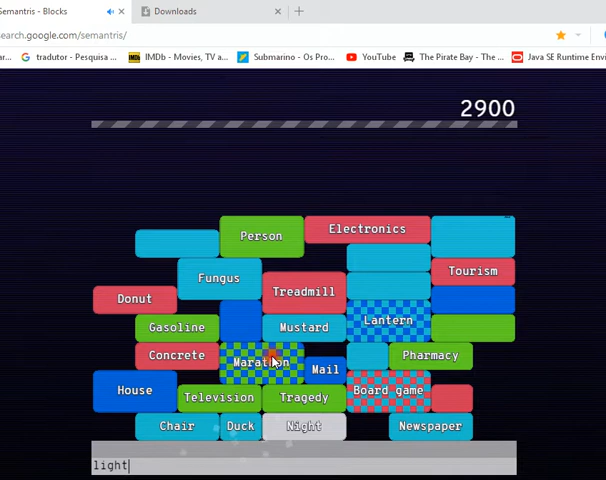 Semantris - Blocks
Downloads
search.google.com/semantris/
ar...
tradutor - Pesquisa ...
IMDb - Movies, TV a...
Submarino - Os Pro...
YouTube
The Pirate Bay - The ...
Java SE Runtime Envi
2900
Person
Electronics
Fungus
Tourism
Donut
Treadmill
Gasoline
Mustard
Lantern
Concrete
Marathon
Mail
Pharmacy
House
Television
Tragedy
Board game
Chair
Duck
Night
Newspaper
light